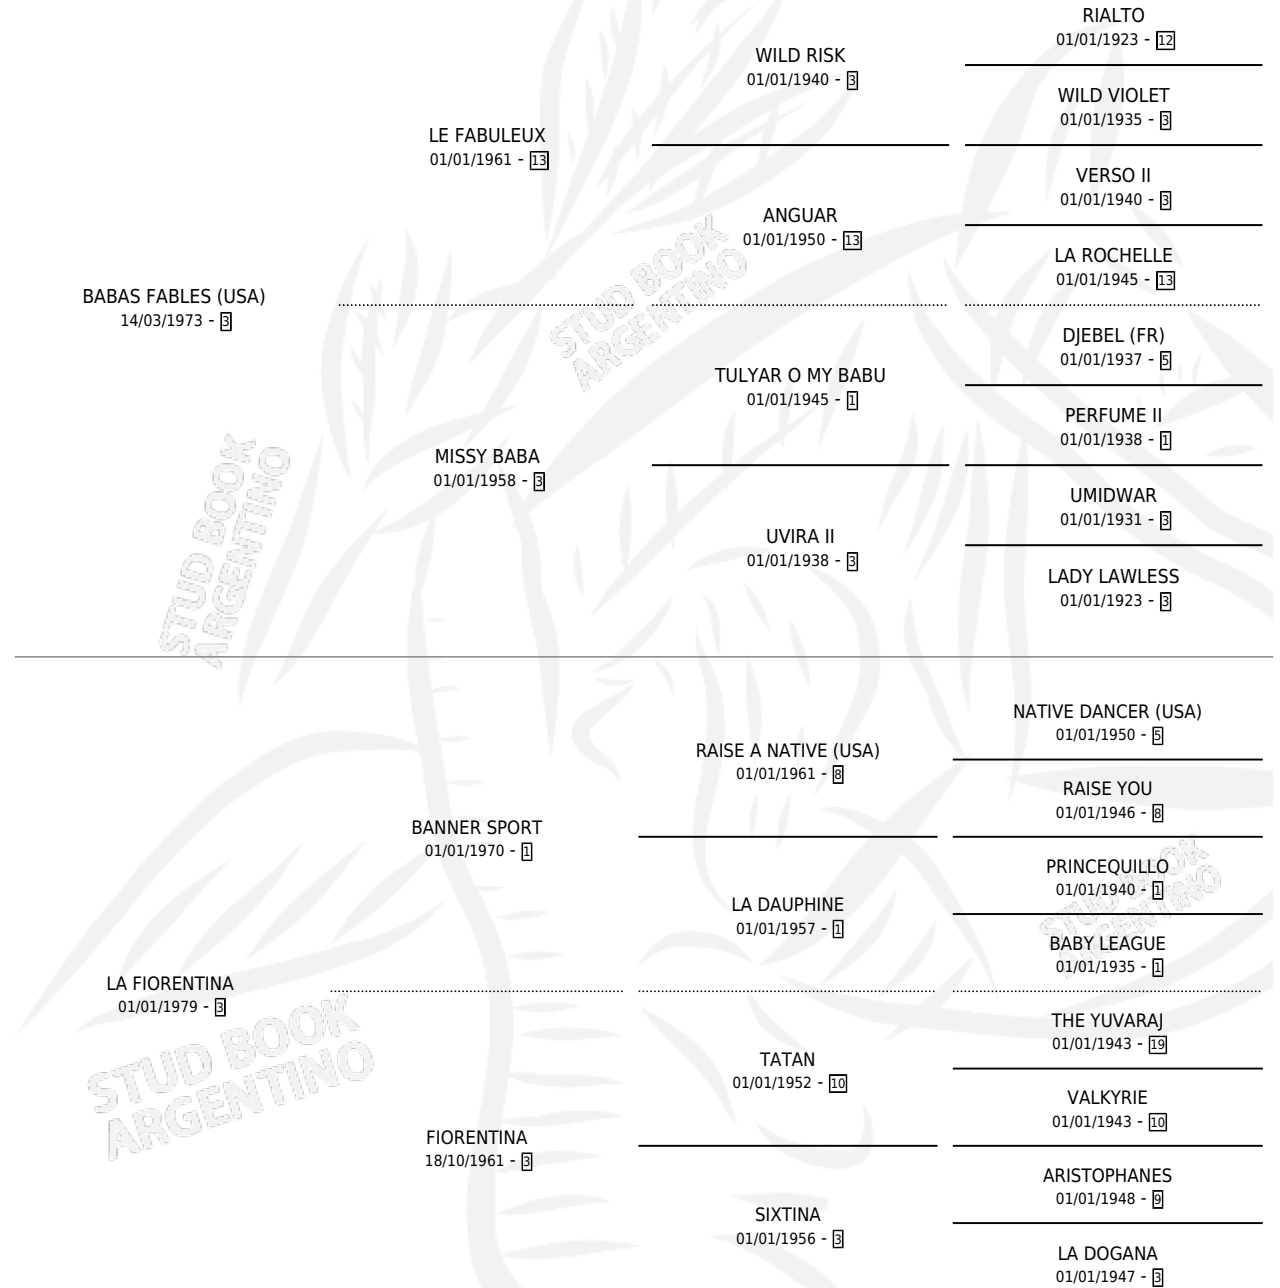 RIALTO
01/01/1923 - 12
WILD RISK
01/01/1940 - 3
WILD VIOLET
01/01/1935 - 3
LE FABULEUX
01/01/1961 - 13
VERSO II
01/01/1940 - 3
ANGUAR
01/01/1950 - 13
LA ROCHELLE
01/01/1945 - 13
BABAS FABLES (USA)
14/03/1973 - 3
STUD BOOK
ARGENTINO
DJEBEL (FR)
01/01/1937 - 5
TULYAR O MY BABU
01/01/1945 - 1
PERFUME II
01/01/1938 - 1
MISSY BABA
01/01/1958 - 3
UMIDWAR
01/01/1931 - 3
UVIRA II
01/01/1938 - 3
LADY LAWLESS
01/01/1923 - 3
STUD BOOK
ARGENTINO
NATIVE DANCER (USA)
01/01/1950 - 5
RAISE A NATIVE (USA)
01/01/1961 - 8
RAISE YOU
01/01/1946 - 8
BANNER SPORT
01/01/1970 - 1
PRINCEQUILLO
01/01/1940 - 1
LA DAUPHINE
01/01/1957 - 1
STUD BOOK
ARGENTINO
BABY LEAGUE
01/01/1935 - 1
LA FIORENTINA
01/01/1979 - 3
THE YUVARAJ
01/01/1943 - 19
STUD BOOK
ARGENTINO
TATAN
01/01/1952 - 10
VALKYRIE
01/01/1943 - 10
FIORENTINA
18/10/1961 - 3
ARISTOPHANES
01/01/1948 - 9
SIXTINA
01/01/1956 - 3
LA DOGANA
01/01/1947 - 3